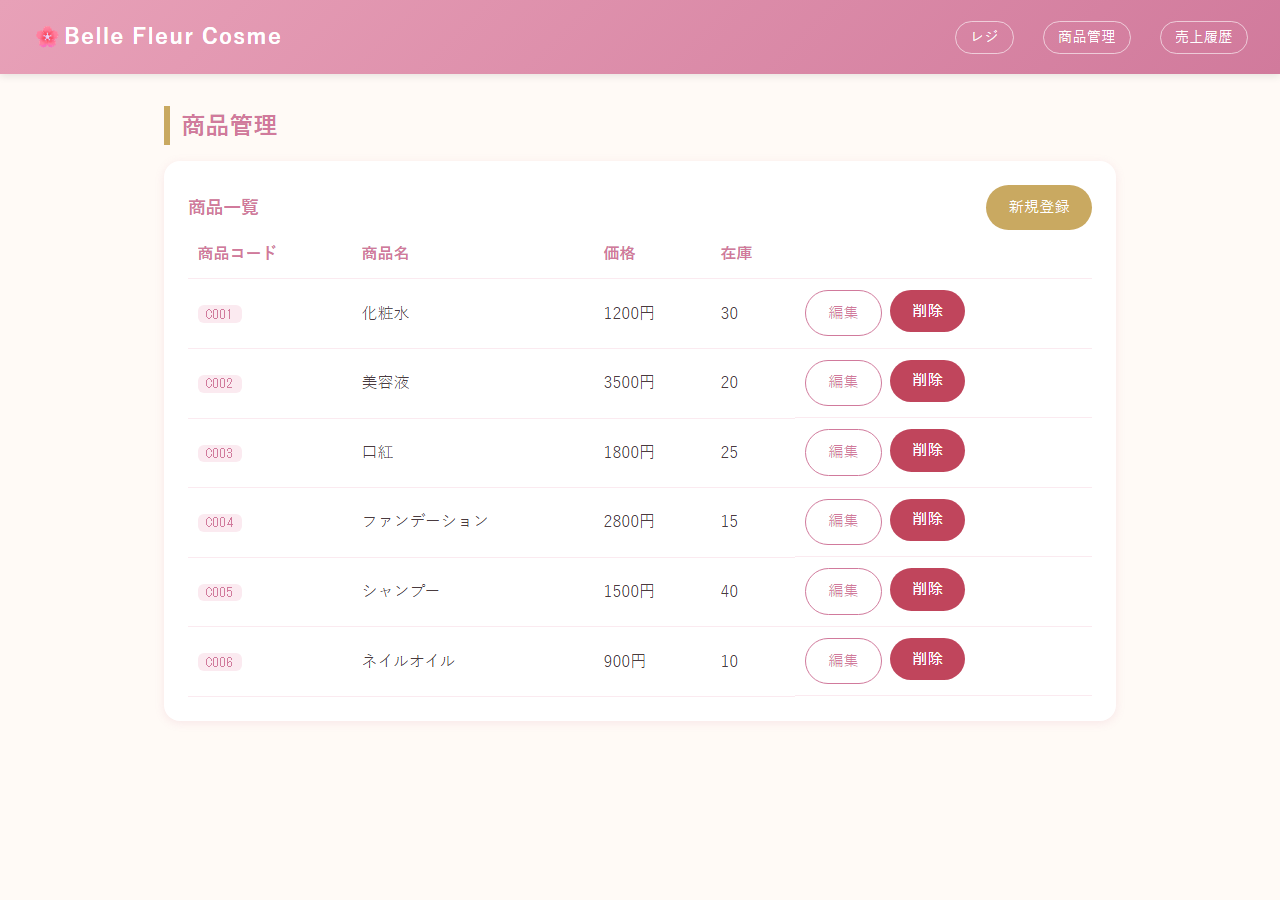 🌸 Belle Fleur Cosme レジ 商品管理 売上履歴
商品管理
商品一覧 新規登録
商品コード 商品名 価格 在庫
C001 化粧水 1200円 30 編集 削除
C002 美容液 3500円 20 編集 削除
C003 口紅 1800円 25 編集 削除
C004 ファンデーション 2800円 15 編集 削除
C005 シャンプー 1500円 40 編集 削除
C006 ネイルオイル 900円 10 編集 削除